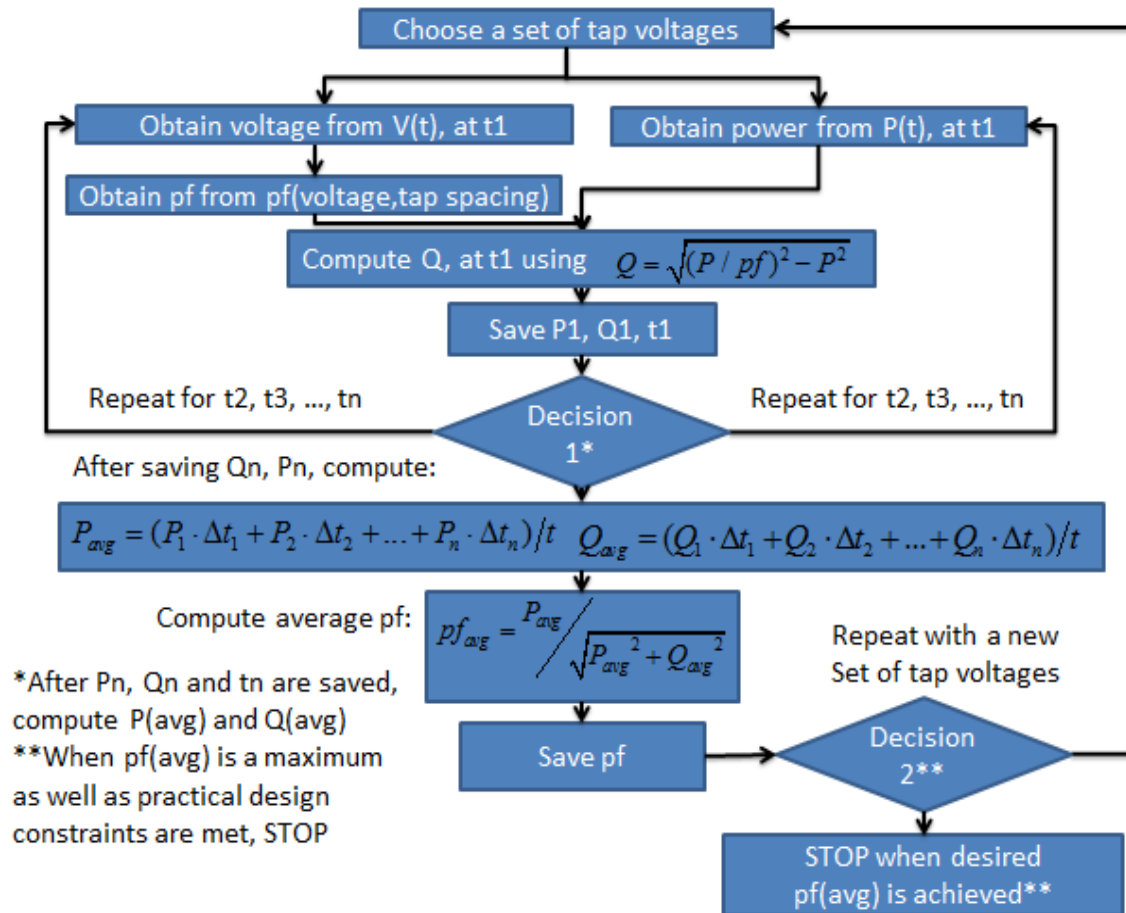 Choose a set of tap voltages
Obtain voltage from V(t), at t1
Obtain power from P(t), at t1
Obtain pf from pf(voltage,tap spacing)
Compute Q, at t1 using Q = √((P / pf)² − P²)
Save P1, Q1, t1
Repeat for t2, t3, ..., tn
Repeat for t2, t3, ..., tn
Decision
1*
After saving Qn, Pn, compute:
P_avg = (P₁ · Δt₁ + P₂ · Δt₂ + ... + P_n · Δt_n)/t
Q_avg = (Q₁ · Δt₁ + Q₂ · Δt₂ + ... + Q_n · Δt_n)/t
Compute average pf:
pf_avg = P_avg / √(P_avg² + Q_avg²)
Repeat with a new
Set of tap voltages
*After Pn, Qn and tn are saved,
compute P(avg) and Q(avg)
**When pf(avg) is a maximum
as well as practical design
constraints are met, STOP
Save pf
Decision
2**
STOP when desired
pf(avg) is achieved**